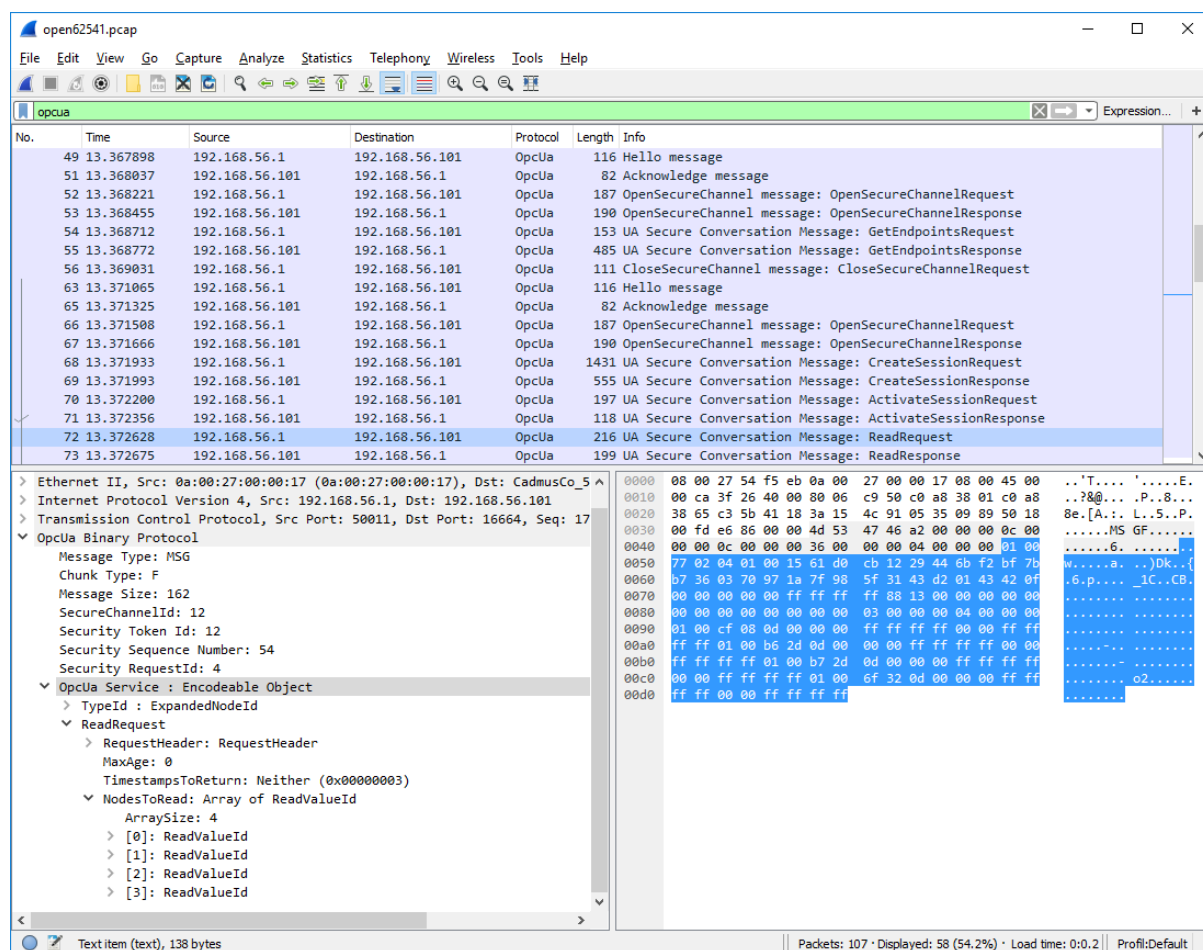 open62541.pcap
File Edit View Go Capture Analyze Statistics Telephony Wireless Tools Help
opcua Expression... +
No. Time Source Destination Protocol Length Info
49 13.367898 192.168.56.1 192.168.56.101 OpcUa 116 Hello message
51 13.368037 192.168.56.101 192.168.56.1 OpcUa 82 Acknowledge message
52 13.368221 192.168.56.1 192.168.56.101 OpcUa 187 OpenSecureChannel message: OpenSecureChannelRequest
53 13.368455 192.168.56.101 192.168.56.1 OpcUa 190 OpenSecureChannel message: OpenSecureChannelResponse
54 13.368712 192.168.56.1 192.168.56.101 OpcUa 153 UA Secure Conversation Message: GetEndpointsRequest
55 13.368772 192.168.56.101 192.168.56.1 OpcUa 485 UA Secure Conversation Message: GetEndpointsResponse
56 13.369031 192.168.56.1 192.168.56.101 OpcUa 111 CloseSecureChannel message: CloseSecureChannelRequest
63 13.371065 192.168.56.1 192.168.56.101 OpcUa 116 Hello message
65 13.371325 192.168.56.101 192.168.56.1 OpcUa 82 Acknowledge message
66 13.371508 192.168.56.1 192.168.56.101 OpcUa 187 OpenSecureChannel message: OpenSecureChannelRequest
67 13.371666 192.168.56.101 192.168.56.1 OpcUa 190 OpenSecureChannel message: OpenSecureChannelResponse
68 13.371933 192.168.56.1 192.168.56.101 OpcUa 1431 UA Secure Conversation Message: CreateSessionRequest
69 13.371993 192.168.56.101 192.168.56.1 OpcUa 555 UA Secure Conversation Message: CreateSessionResponse
70 13.372200 192.168.56.1 192.168.56.101 OpcUa 197 UA Secure Conversation Message: ActivateSessionRequest
71 13.372356 192.168.56.101 192.168.56.1 OpcUa 118 UA Secure Conversation Message: ActivateSessionResponse
72 13.372628 192.168.56.1 192.168.56.101 OpcUa 216 UA Secure Conversation Message: ReadRequest
73 13.372675 192.168.56.101 192.168.56.1 OpcUa 199 UA Secure Conversation Message: ReadResponse
Ethernet II, Src: 0a:00:27:00:00:17 (0a:00:27:00:00:17), Dst: CadmusCo_5
Internet Protocol Version 4, Src: 192.168.56.1, Dst: 192.168.56.101
Transmission Control Protocol, Src Port: 50011, Dst Port: 16664, Seq: 17
OpcUa Binary Protocol
Message Type: MSG
Chunk Type: F
Message Size: 162
SecureChannelId: 12
Security Token Id: 12
Security Sequence Number: 54
Security RequestId: 4
OpcUa Service : Encodeable Object
TypeId : ExpandedNodeId
ReadRequest
RequestHeader: RequestHeader
MaxAge: 0
TimestampsToReturn: Neither (0x00000003)
NodesToRead: Array of ReadValueId
ArraySize: 4
[0]: ReadValueId
[1]: ReadValueId
[2]: ReadValueId
[3]: ReadValueId
0000 08 00 27 54 f5 eb 0a 00 27 00 00 17 08 00 45 00 ..'T.... '.....E.
0010 00 ca 3f 26 40 00 80 06 c9 50 c0 a8 38 01 c0 a8 ..?&@... .P..8...
0020 38 65 c3 5b 41 18 3a 15 4c 91 05 35 09 89 50 18 8e.[A.:. L..5..P.
0030 00 fd e6 86 00 00 4d 53 47 46 a2 00 00 00 0c 00 ......MS GF......
0040 00 00 0c 00 00 00 36 00 00 00 04 00 00 00 01 00 ......6. ........
0050 77 02 04 01 00 15 61 d0 cb 12 29 44 6b f2 bf 7b w.....a. ..)Dk..{
0060 b7 36 03 70 97 1a 7f 98 5f 31 43 d2 01 43 42 0f .6.p.... _1C..CB.
0070 00 00 00 00 00 ff ff ff ff 88 13 00 00 00 00 00 ........ ........
0080 00 00 00 00 00 00 00 00 03 00 00 00 04 00 00 00 ........ ........
0090 01 00 cf 08 0d 00 00 00 ff ff ff ff 00 00 ff ff ........ ........
00a0 ff ff 01 00 b6 2d 0d 00 00 00 ff ff ff ff 00 00 .....-.. ........
00b0 ff ff ff ff 01 00 b7 2d 0d 00 00 00 ff ff ff ff .......- ........
00c0 00 00 ff ff ff ff 01 00 6f 32 0d 00 00 00 ff ff ........ o2......
00d0 ff ff 00 00 ff ff ff ff ........
Text item (text), 138 bytes Packets: 107 · Displayed: 58 (54.2%) · Load time: 0:0.2 Profil:Default